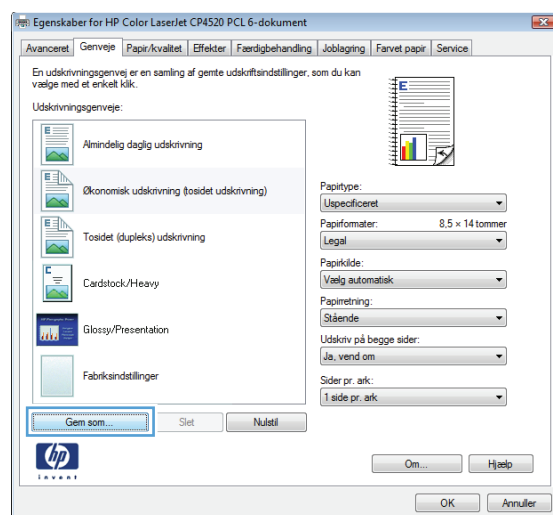 Egenskaber for HP Color LaserJet CP4520 PCL 6-dokument
Avanceret Genveje Papir/kvalitet Effekter Færdigbehandling Joblagring Farvet papir Service
En udskrivningsgenvej er en samling af gemte udskriftsindstillinger, som du kan
vælge med et enkelt klik.
Udskrivningsgenveje:
E
Almindelig daglig udskrivning
E
Økonomisk udskrivning (tosidet udskrivning)
E
Tosidet (dupleks) udskrivning
C
Cardstock/Heavy
Glossy/Presentation
Fabriksindstillinger
Gem som... Slet Nulstil
E
Papirtype:
Uspecificeret
Papirformater: 8,5 × 14 tommer
Legal
Papirkilde:
Vælg automatisk
Papirretning:
Stående
Udskriv på begge sider:
Ja, vend om
Sider pr. ark:
1 side pr. ark
hp
invent
Om... Hjælp
OK Annuller